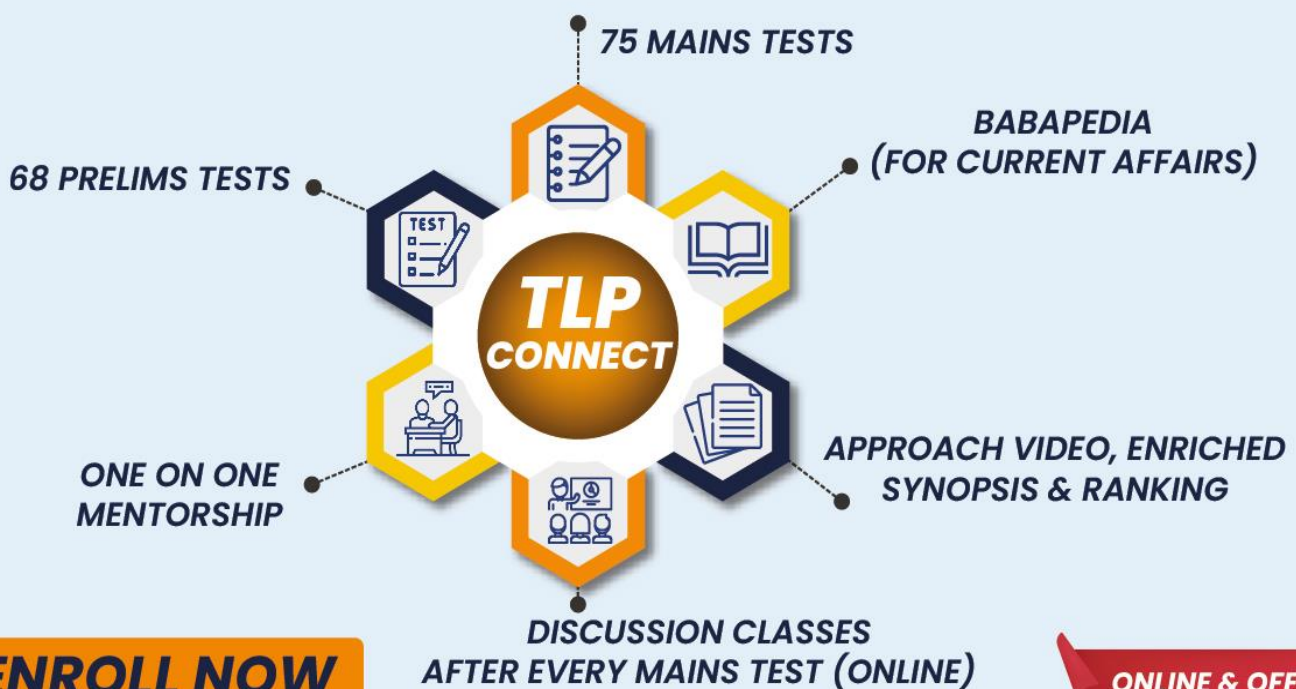 75 MAINS TESTS
BABAPEDIA
(FOR CURRENT AFFAIRS)
68 PRELIMS TESTS
TEST
TLP
CONNECT
APPROACH VIDEO, ENRICHED
SYNOPSIS & RANKING
ONE ON ONE
MENTORSHIP
DISCUSSION CLASSES
AFTER EVERY MAINS TEST (ONLINE)
ENROLL NOW
ONLINE &